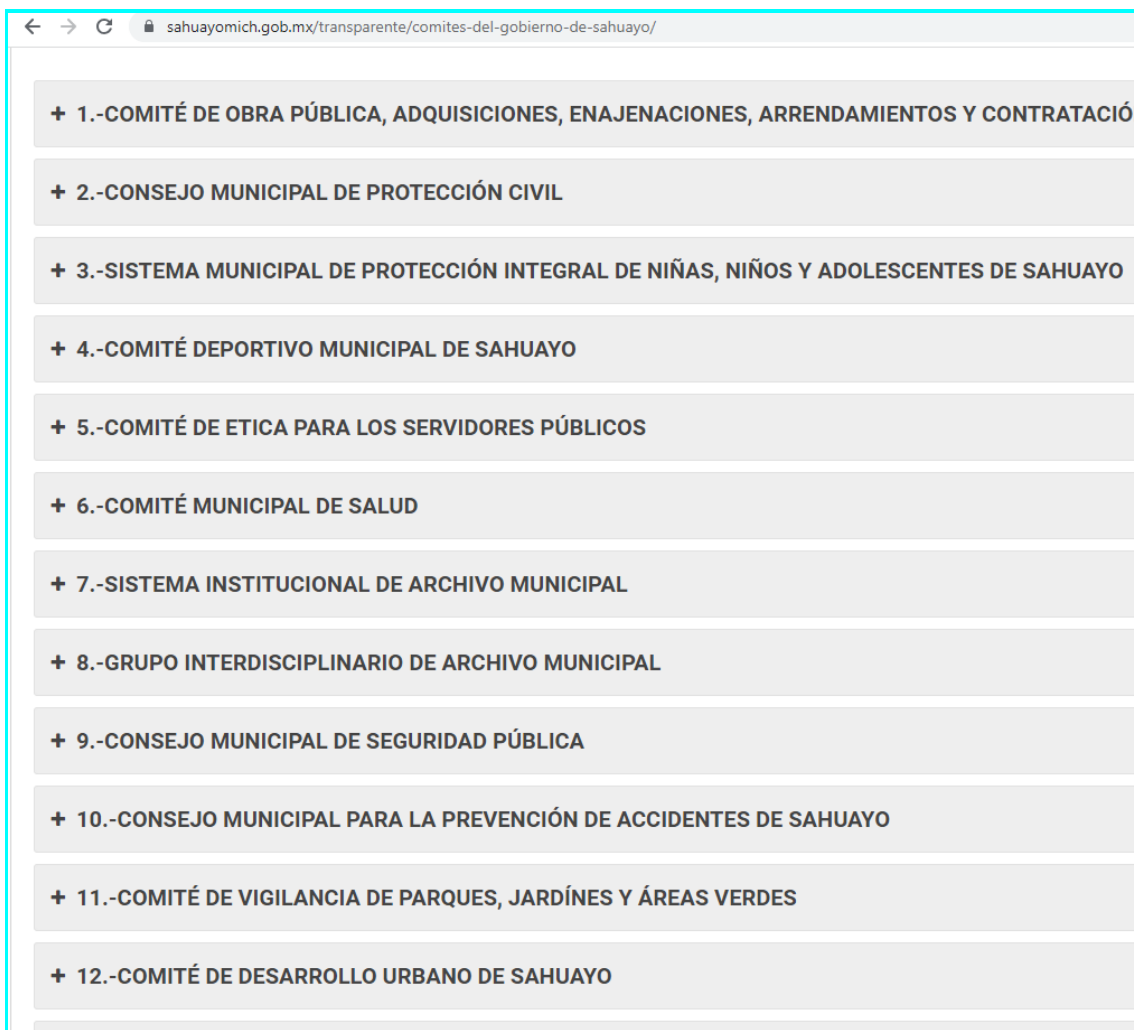 sahuayomich.gob.mx/transparente/comites-del-gobierno-de-sahuayo/
+ 1.-COMITÉ DE OBRA PÚBLICA, ADQUISICIONES, ENAJENACIONES, ARRENDAMIENTOS Y CONTRATACIÓ
+ 2.-CONSEJO MUNICIPAL DE PROTECCIÓN CIVIL
+ 3.-SISTEMA MUNICIPAL DE PROTECCIÓN INTEGRAL DE NIÑAS, NIÑOS Y ADOLESCENTES DE SAHUAYO
+ 4.-COMITÉ DEPORTIVO MUNICIPAL DE SAHUAYO
+ 5.-COMITÉ DE ETICA PARA LOS SERVIDORES PÚBLICOS
+ 6.-COMITÉ MUNICIPAL DE SALUD
+ 7.-SISTEMA INSTITUCIONAL DE ARCHIVO MUNICIPAL
+ 8.-GRUPO INTERDISCIPLINARIO DE ARCHIVO MUNICIPAL
+ 9.-CONSEJO MUNICIPAL DE SEGURIDAD PÚBLICA
+ 10.-CONSEJO MUNICIPAL PARA LA PREVENCIÓN DE ACCIDENTES DE SAHUAYO
+ 11.-COMITÉ DE VIGILANCIA DE PARQUES, JARDÍNES Y ÁREAS VERDES
+ 12.-COMITÉ DE DESARROLLO URBANO DE SAHUAYO